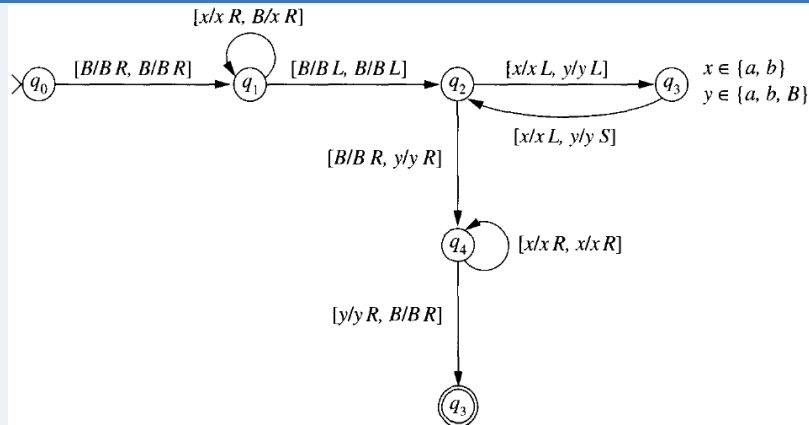 [x/x R, B/x R]
[B/B R, B/B R] [B/B L, B/B L] [x/x L, y/y L] x ∈ {a, b}
q0 q1 q2 q3 y ∈ {a, b, B}
[x/x L, y/y S]
[B/B R, y/y R]
q4 [x/x R, x/x R]
[y/y R, B/B R]
q3